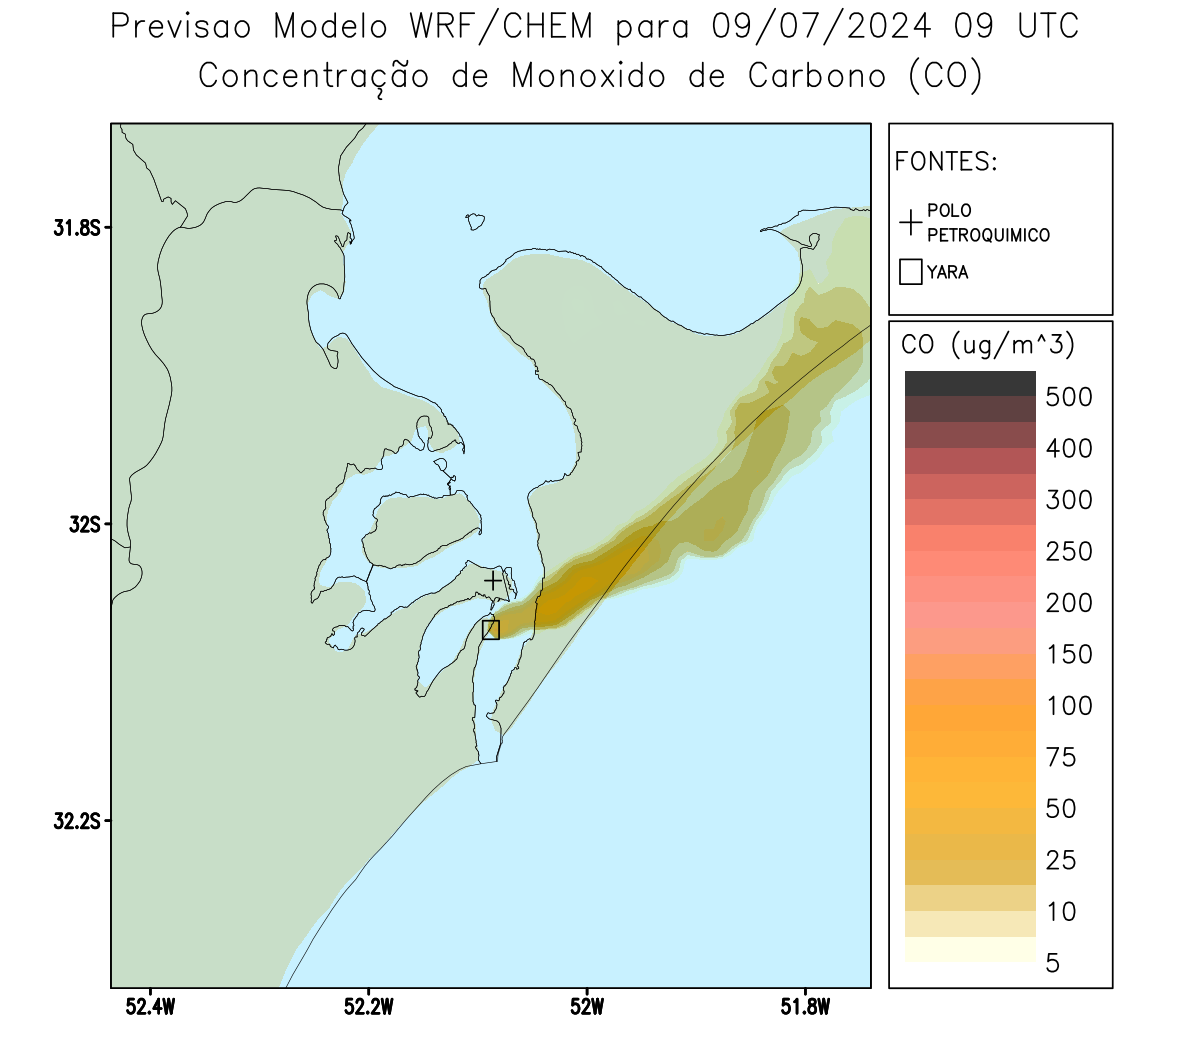 Previsao Modelo WRF/CHEM para 09/07/2024 09 UTC
Concentração de Monoxido de Carbono (CO)
FONTES:
POLO
PETROQUIMICO
YARA
CO (ug/m^3)
500
400
300
250
200
150
100
75
50
25
10
5
31.8S
32S
32.2S
52.4W
52.2W
52W
51.8W